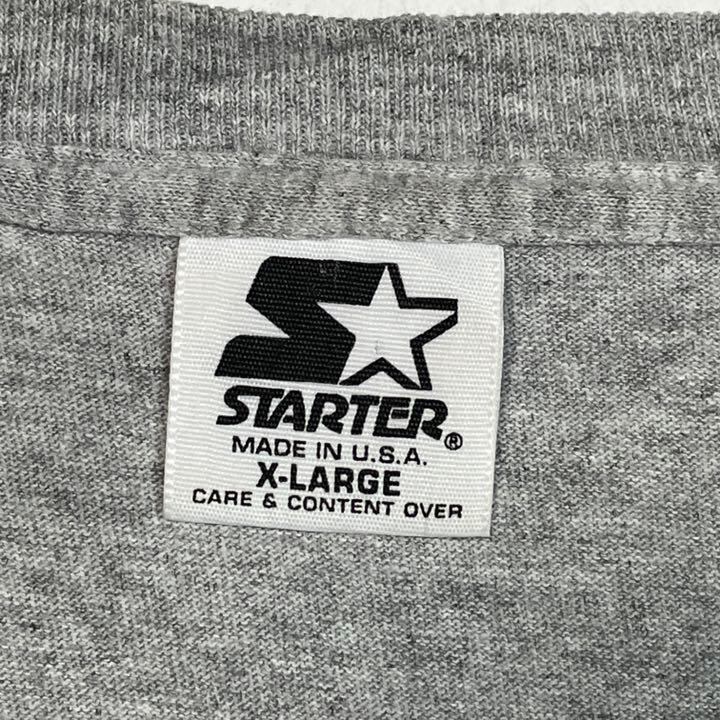 STARTER®
MADE IN U.S.A.
X-LARGE
CARE & CONTENT OVER